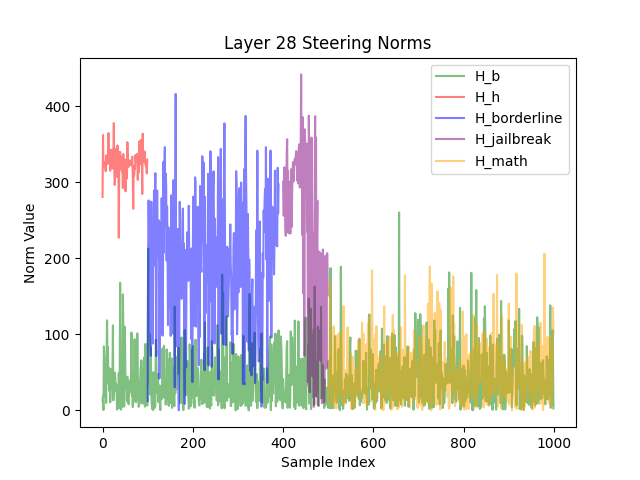 Layer 28 Steering Norms
H_b
H_h
H_borderline
H_jailbreak
H_math
Norm Value
400
300
200
100
0
0
200
400
600
800
1000
Sample Index